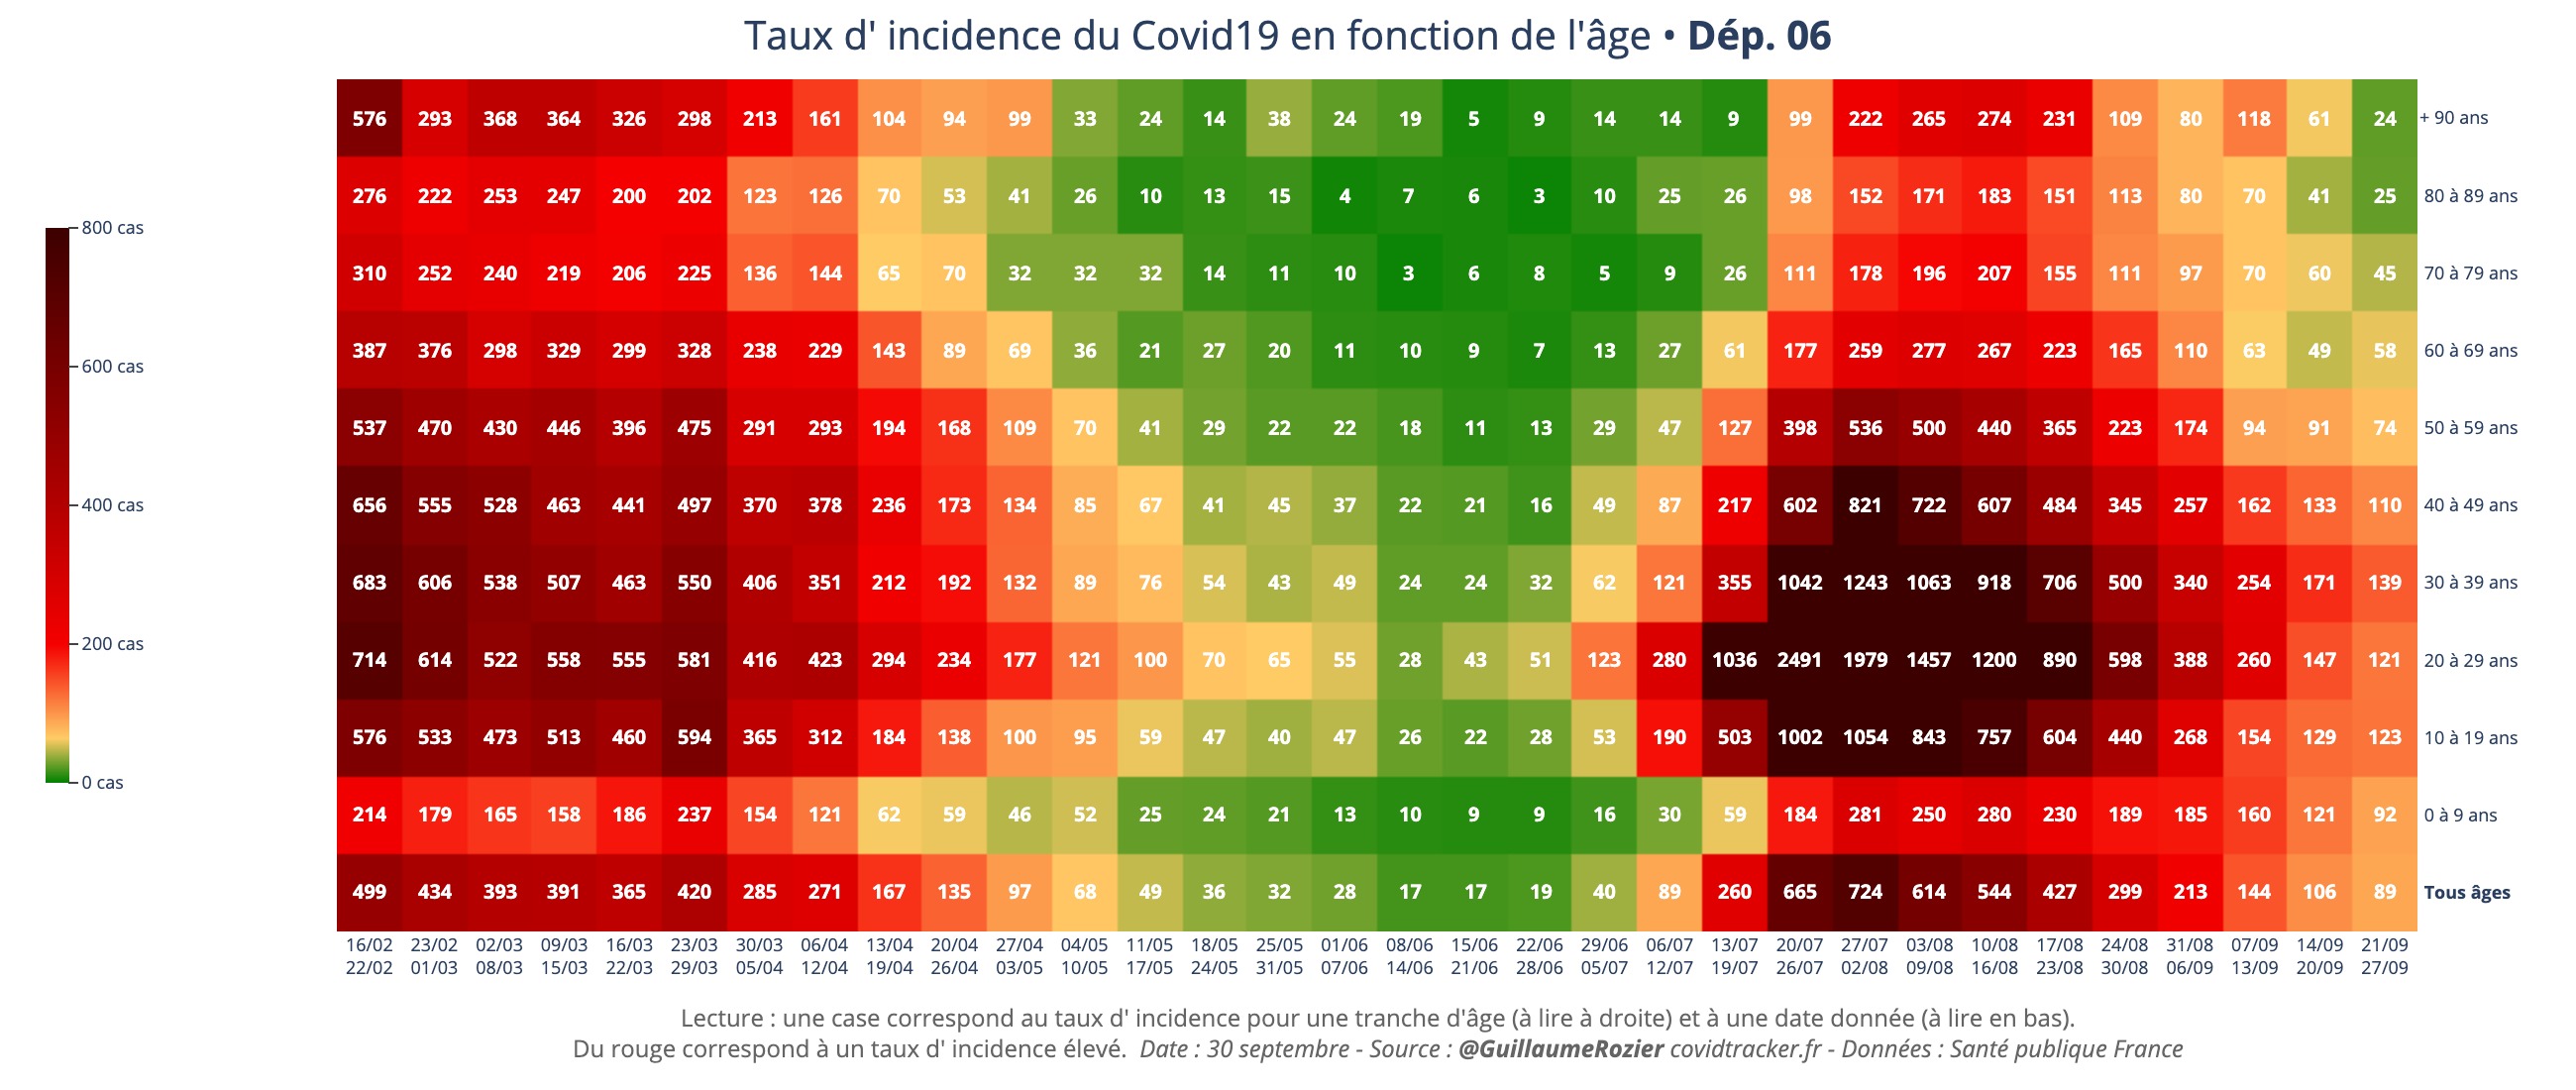 Taux d' incidence du Covid19 en fonction de l'âge • Dép. 06
576 293 368 364 326 298 213 161 104 94 99 33 24 14 38 24 19 5 9 14 14 9 99 222 265 274 231 109 80 118 61 24 + 90 ans
276 222 253 247 200 202 123 126 70 53 41 26 10 13 15 4 7 6 3 10 25 26 98 152 171 183 151 113 80 70 41 25 80 à 89 ans
800 cas
310 252 240 219 206 225 136 144 65 70 32 32 32 14 11 10 3 6 8 5 9 26 111 178 196 207 155 111 97 70 60 45 70 à 79 ans
387 376 298 329 299 328 238 229 143 89 69 36 21 27 20 11 10 9 7 13 27 61 177 259 277 267 223 165 110 63 49 58 60 à 69 ans
600 cas
537 470 430 446 396 475 291 293 194 168 109 70 41 29 22 22 18 11 13 29 47 127 398 536 500 440 365 223 174 94 91 74 50 à 59 ans
400 cas
656 555 528 463 441 497 370 378 236 173 134 85 67 41 45 37 22 21 16 49 87 217 602 821 722 607 484 345 257 162 133 110 40 à 49 ans
683 606 538 507 463 550 406 351 212 192 132 89 76 54 43 49 24 24 32 62 121 355 1042 1243 1063 918 706 500 340 254 171 139 30 à 39 ans
200 cas
714 614 522 558 555 581 416 423 294 234 177 121 100 70 65 55 28 43 51 123 280 1036 2491 1979 1457 1200 890 598 388 260 147 121 20 à 29 ans
576 533 473 513 460 594 365 312 184 138 100 95 59 47 40 47 26 22 28 53 190 503 1002 1054 843 757 604 440 268 154 129 123 10 à 19 ans
0 cas
214 179 165 158 186 237 154 121 62 59 46 52 25 24 21 13 10 9 9 16 30 59 184 281 250 280 230 189 185 160 121 92 0 à 9 ans
499 434 393 391 365 420 285 271 167 135 97 68 49 36 32 28 17 17 19 40 89 260 665 724 614 544 427 299 213 144 106 89 Tous âges
16/02 23/02 02/03 09/03 16/03 23/03 30/03 06/04 13/04 20/04 27/04 04/05 11/05 18/05 25/05 01/06 08/06 15/06 22/06 29/06 06/07 13/07 20/07 27/07 03/08 10/08 17/08 24/08 31/08 07/09 14/09 21/09
22/02 01/03 08/03 15/03 22/03 29/03 05/04 12/04 19/04 26/04 03/05 10/05 17/05 24/05 31/05 07/06 14/06 21/06 28/06 05/07 12/07 19/07 26/07 02/08 09/08 16/08 23/08 30/08 06/09 13/09 20/09 27/09
Lecture : une case correspond au taux d' incidence pour une tranche d'âge (à lire à droite) et à une date donnée (à lire en bas).
Du rouge correspond à un taux d' incidence élevé. Date : 30 septembre - Source : @GuillaumeRozier covidtracker.fr - Données : Santé publique France